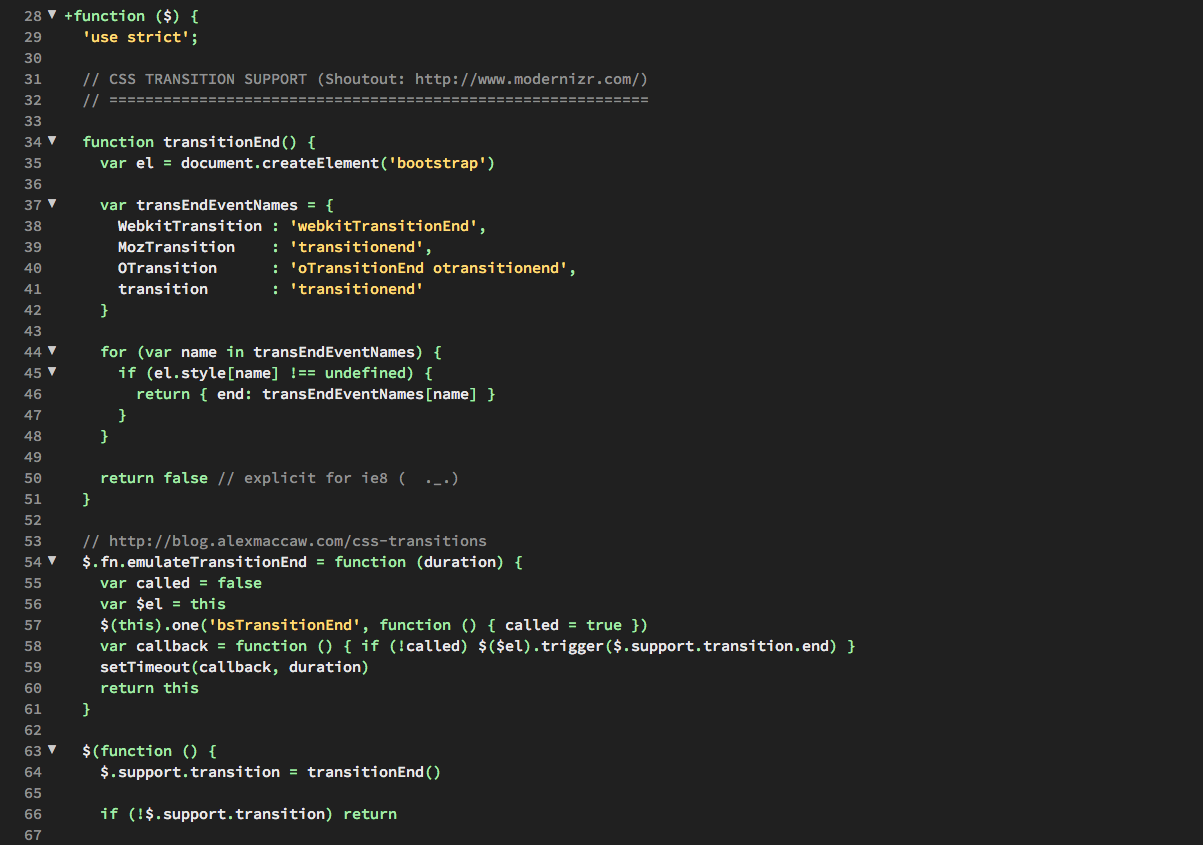 28 ▼ +function ($) {
29     'use strict';
30
31     // CSS TRANSITION SUPPORT (Shoutout: http://www.modernizr.com/)
32     // ============================================================
33
34 ▼   function transitionEnd() {
35       var el = document.createElement('bootstrap')
36
37 ▼     var transEndEventNames = {
38         WebkitTransition : 'webkitTransitionEnd',
39         MozTransition    : 'transitionend',
40         OTransition      : 'oTransitionEnd otransitionend',
41         transition       : 'transitionend'
42       }
43
44 ▼     for (var name in transEndEventNames) {
45 ▼       if (el.style[name] !== undefined) {
46           return { end: transEndEventNames[name] }
47         }
48       }
49
50       return false // explicit for ie8 (  ._.)
51     }
52
53     // http://blog.alexmaccaw.com/css-transitions
54 ▼   $.fn.emulateTransitionEnd = function (duration) {
55       var called = false
56       var $el = this
57       $(this).one('bsTransitionEnd', function () { called = true })
58       var callback = function () { if (!called) $($el).trigger($.support.transition.end) }
59       setTimeout(callback, duration)
60       return this
61     }
62
63 ▼   $(function () {
64       $.support.transition = transitionEnd()
65
66       if (!$.support.transition) return
67